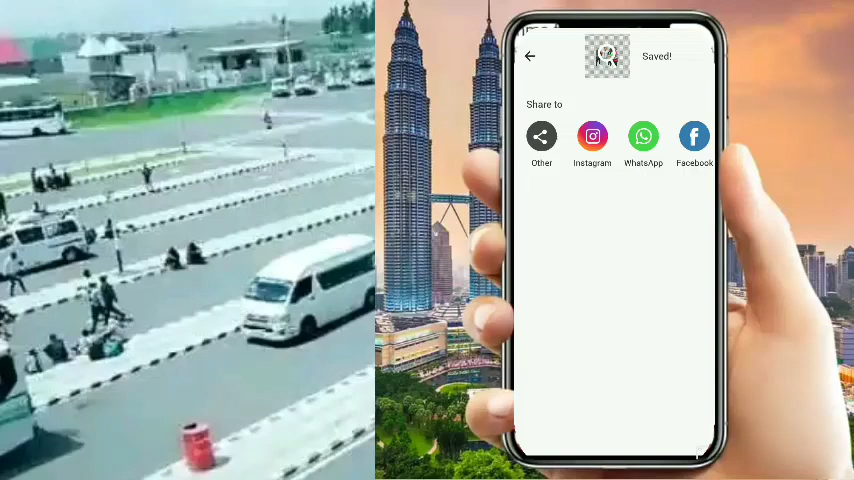 Saved!
Share to
Other
Instagram
WhatsApp
Facebook